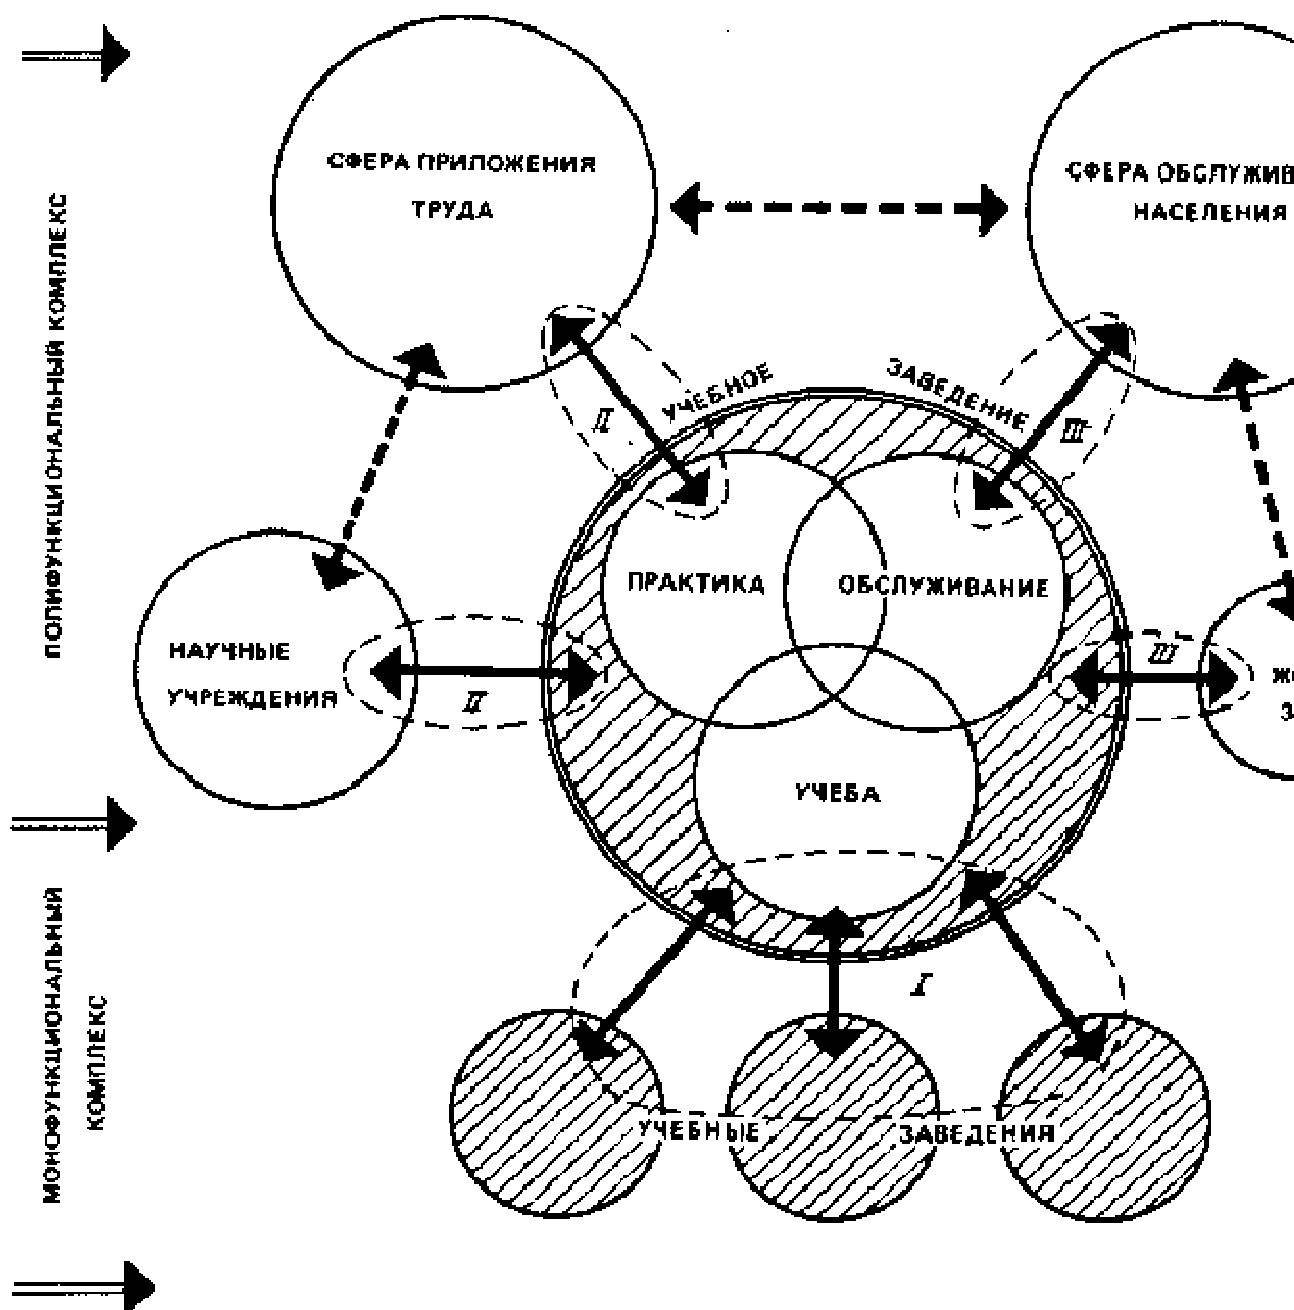 СФЕРА ПРИЛОЖЕНИЯ
ТРУДА
СФЕРА ОБСЛУЖИВ
НАСЕЛЕНИЯ
ПОЛИФУНКЦИОНАЛЬНЫЙ КОМПЛЕКС
УЧЕБНОЕ ЗАВЕДЕНИЕ
II
III
ПРАКТИКА
ОБСЛУЖИВАНИЕ
НАУЧНЫЕ
УЧРЕЖДЕНИЯ
II
III
Ж
З
УЧЕБА
МОНОФУНКЦИОНАЛЬНЫЙ
КОМПЛЕКС
I
УЧЕБНЫЕ ЗАВЕДЕНИЯ